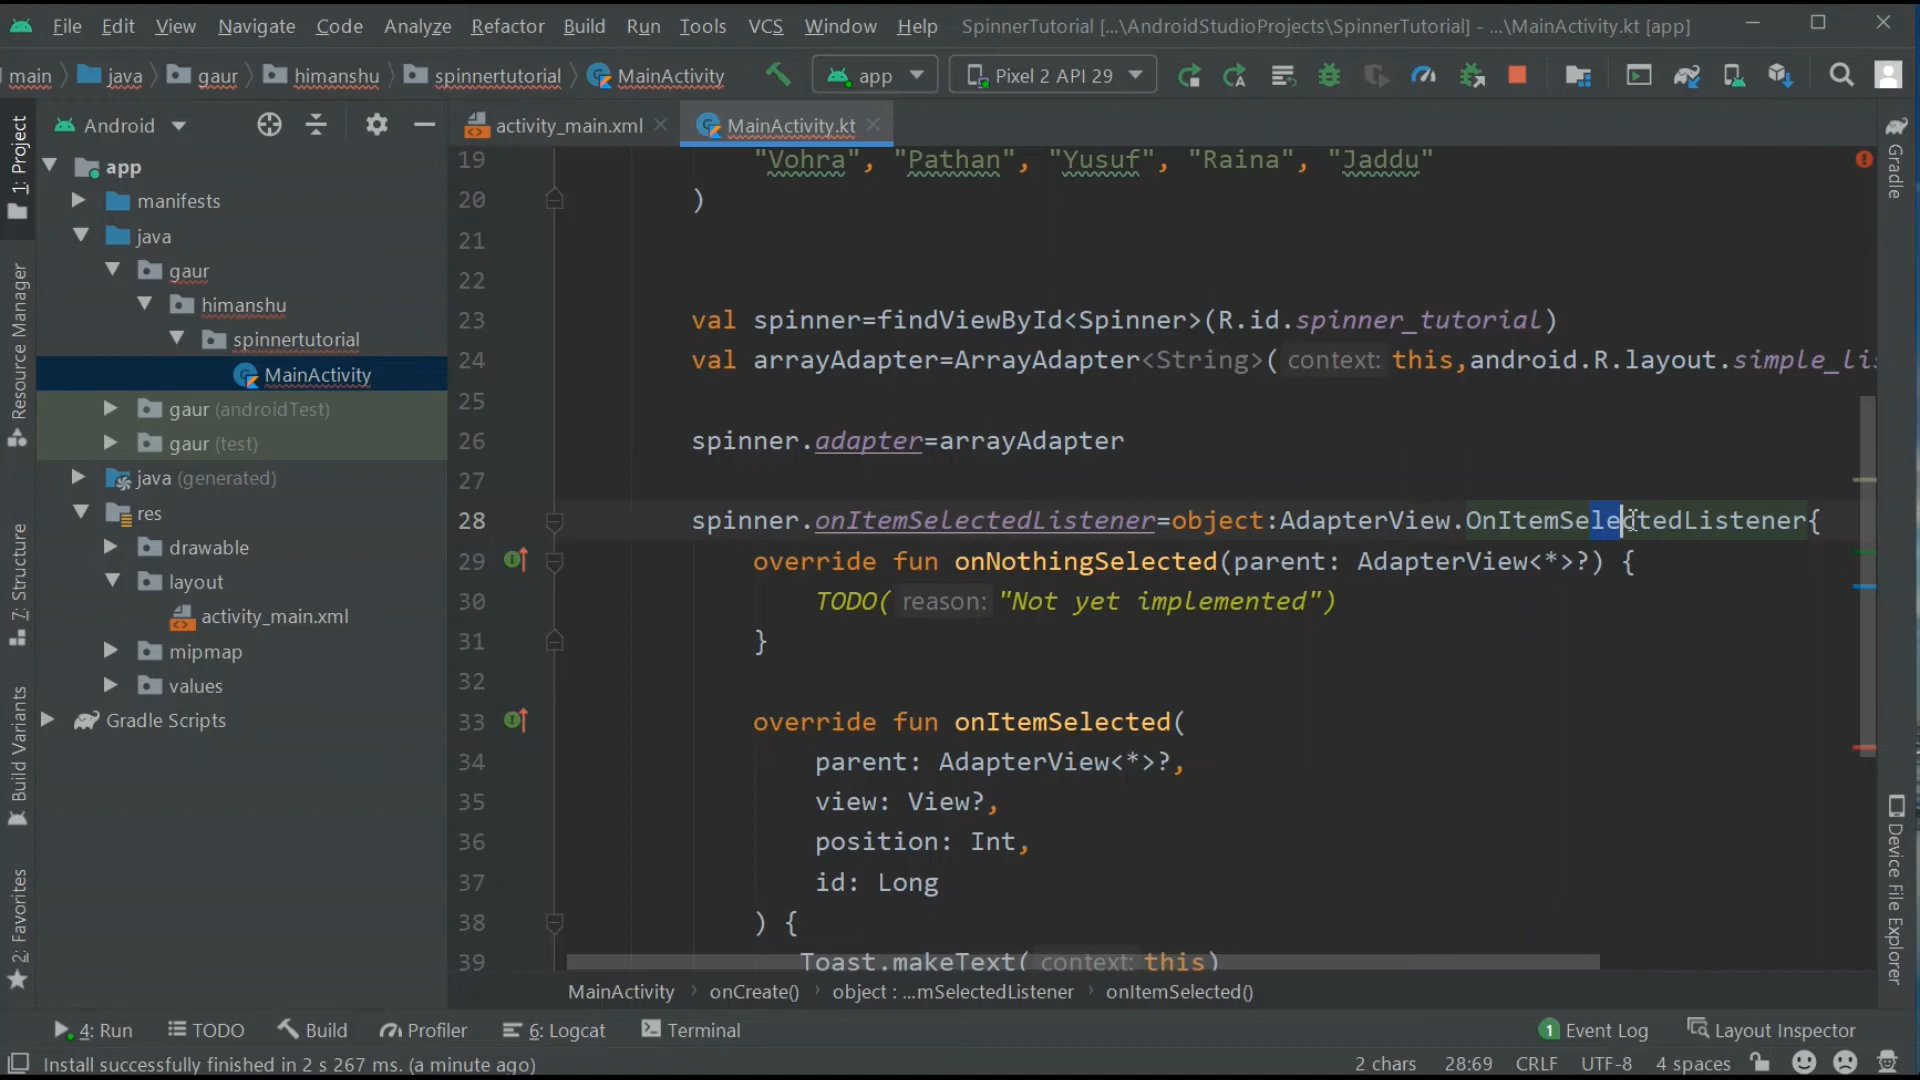 File Edit View Navigate Code Analyze Refactor Build Run Tools VCS Window Help SpinnerTutorial [...\AndroidStudioProjects\SpinnerTutorial] - ...\MainActivity.kt [app]
main java gaur himanshu spinnertutorial MainActivity app Pixel 2 API 29
Android
activity_main.xml MainActivity.kt
1: Project
Resource Manager
7: Structure
Build Variants
2: Favorites
app
manifests
java
gaur
himanshu
spinnertutorial
MainActivity
gaur (androidTest)
gaur (test)
java (generated)
res
drawable
layout
activity_main.xml
mipmap
values
Gradle Scripts
19 "Vohra", "Pathan", "Yusuf", "Raina", "Jaddu"
20 )
21
22
23 val spinner=findViewById<Spinner>(R.id.spinner_tutorial)
24 val arrayAdapter=ArrayAdapter<String>( context: this,android.R.layout.simple_lis
25
26 spinner.adapter=arrayAdapter
27
28 spinner.onItemSelectedListener=object:AdapterView.OnItemSelectedListener{
29 override fun onNothingSelected(parent: AdapterView<*>?) {
30 TODO( reason: "Not yet implemented")
31 }
32
33 override fun onItemSelected(
34 parent: AdapterView<*>?,
35 view: View?,
36 position: Int,
37 id: Long
38 ) {
39 Toast.makeText( context: this)
Gradle
Device File Explorer
MainActivity › onCreate() › object : ...mSelectedListener › onItemSelected()
4: Run TODO Build Profiler 6: Logcat Terminal 1 Event Log Layout Inspector
Install successfully finished in 2 s 267 ms. (a minute ago) 2 chars 28:69 CRLF UTF-8 4 spaces